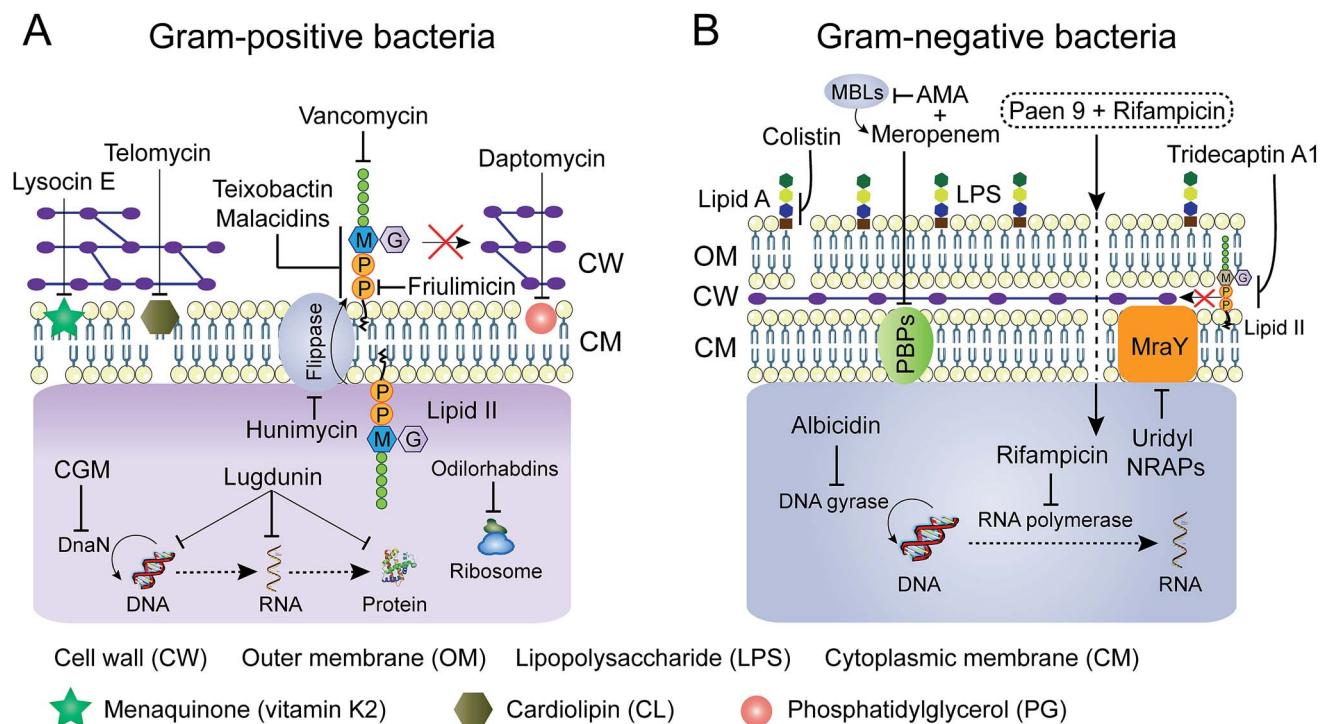 A
Gram-positive bacteria
Vancomycin
Telomycin
Daptomycin
Lysocin E
Teixobactin
Malacidins
M
G
P
P
Friulimicin
CW
CM
Flippase
P
P
Lipid II
M
G
Hunimycin
CGM
Lugdunin
Odilorhabdins
DnaN
Ribosome
DNA
RNA
Protein
B
Gram-negative bacteria
MBLs
AMA
+
Meropenem
Paen 9 + Rifampicin
Colistin
Tridecaptin A1
Lipid A
LPS
OM
M
G
P
P
CW
Lipid II
CM
PBPs
MraY
Albicidin
Rifampicin
Uridyl
NRAPs
DNA gyrase
RNA polymerase
DNA
RNA
Cell wall (CW) Outer membrane (OM) Lipopolysaccharide (LPS) Cytoplasmic membrane (CM)
Menaquinone (vitamin K2) Cardiolipin (CL) Phosphatidylglycerol (PG)